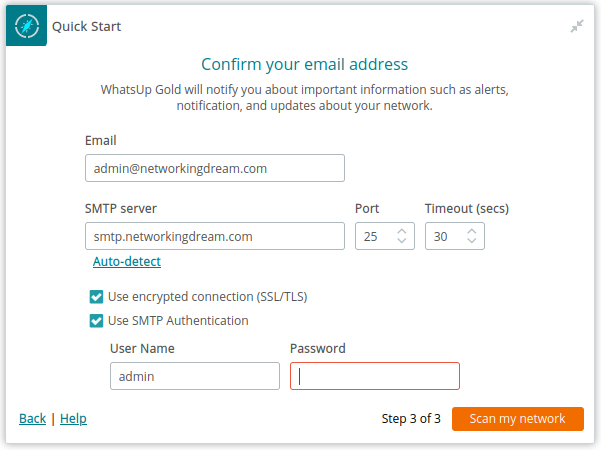 Quick Start
Confirm your email address
WhatsUp Gold will notify you about important information such as alerts,
notification, and updates about your network.
Email
admin@networkingdream.com
SMTP server Port Timeout (secs)
smtp.networkingdream.com 25 30
Auto-detect
Use encrypted connection (SSL/TLS)
Use SMTP Authentication
User Name Password
admin
Back | Help Step 3 of 3 Scan my network